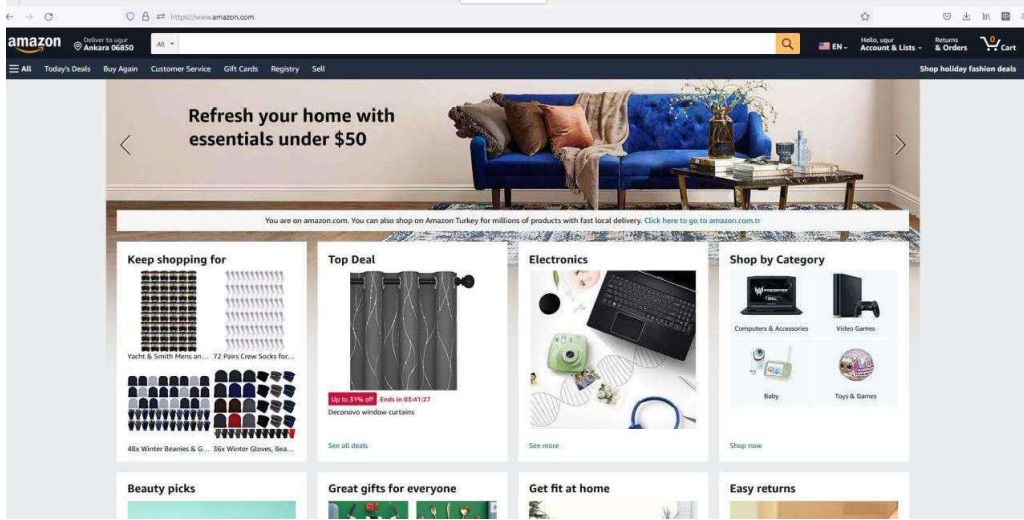 https://www.amazon.com
amazon
Deliver to ugur
Ankara 06850
All
EN
Hello, ugur
Account & Lists
Returns
& Orders
0
Cart
All
Today's Deals
Buy Again
Customer Service
Gift Cards
Registry
Sell
Shop holiday fashion deals
Refresh your home with
essentials under $50
You are on amazon.com. You can also shop on Amazon Turkey for millions of products with fast local delivery. Click here to go to amazon.com.tr
Keep shopping for
Yacht & Smith Mens an...
72 Pairs Crew Socks for...
48x Winter Beanies & G...
36x Winter Gloves, Bea...
Top Deal
Up to 31% off
Ends in 03:41:27
Deconovo window curtains
See all deals
Electronics
See more
Shop by Category
PREDATOR
Computers & Accessories
Video Games
Baby
Toys & Games
Shop now
Beauty picks
Great gifts for everyone
Get fit at home
Easy returns